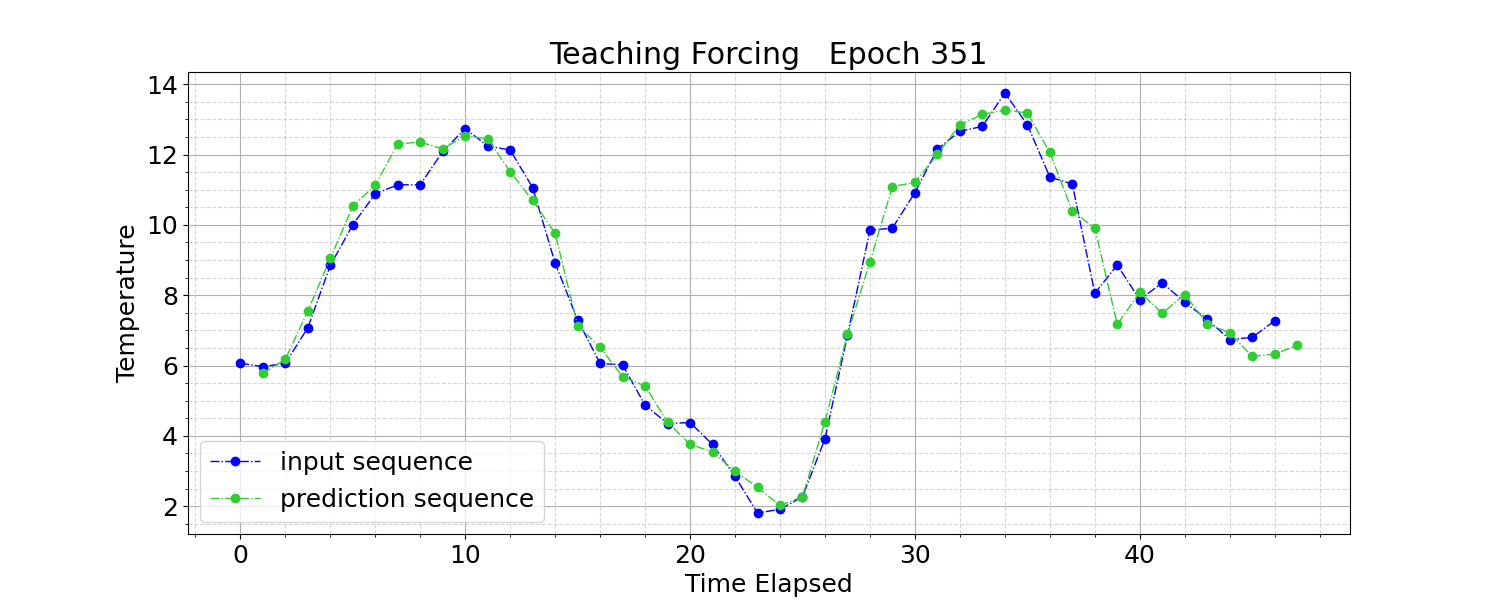 Teaching Forcing   Epoch 351
14
12
10
8
6
4
2
Temperature
input sequence
prediction sequence
0 10 20 30 40
Time Elapsed